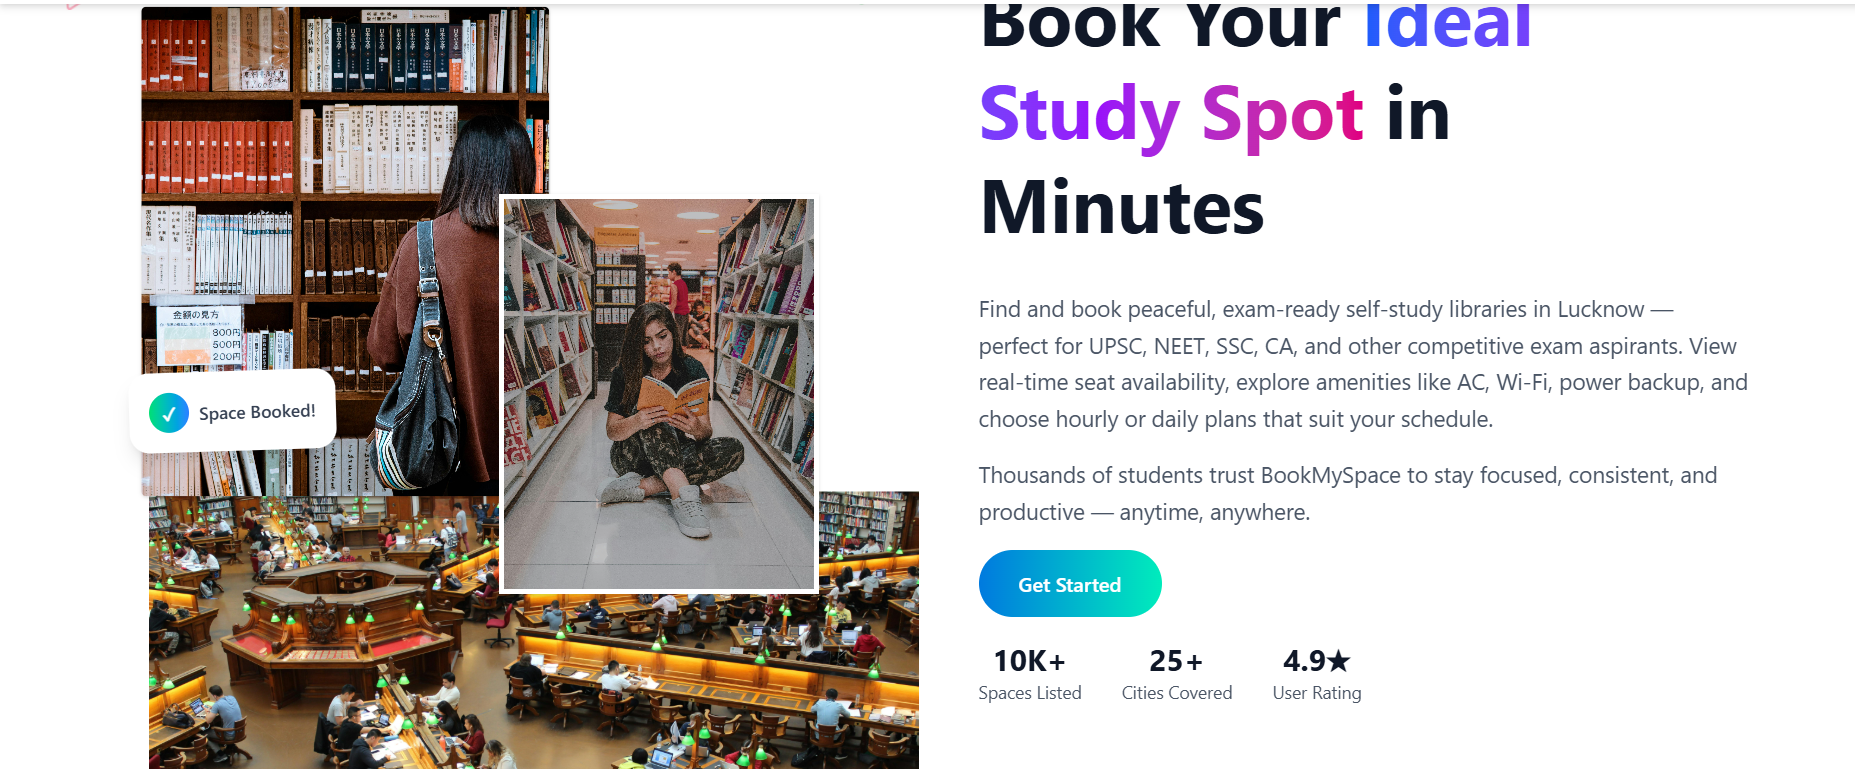 Book Your Ideal
Study Spot in
Minutes
Find and book peaceful, exam-ready self-study libraries in Lucknow —
perfect for UPSC, NEET, SSC, CA, and other competitive exam aspirants. View
real-time seat availability, explore amenities like AC, Wi-Fi, power backup, and
choose hourly or daily plans that suit your schedule.
Thousands of students trust BookMySpace to stay focused, consistent, and
productive — anytime, anywhere.
Get Started
10K+
Spaces Listed
25+
Cities Covered
4.9★
User Rating
金額の見方
800円
500円
200円
✓ Space Booked!